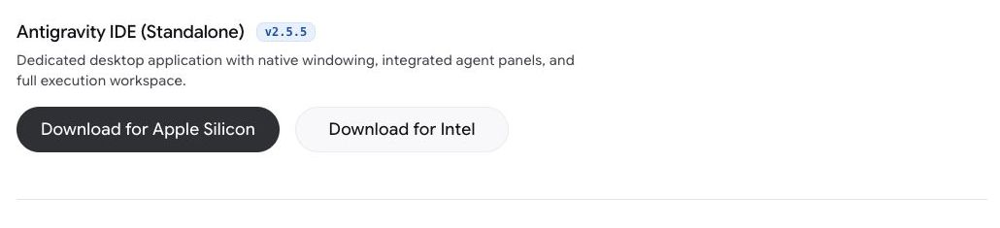 Antigravity IDE (Standalone) v2.5.5
Dedicated desktop application with native windowing, integrated agent panels, and
full execution workspace.
Download for Apple Silicon Download for Intel